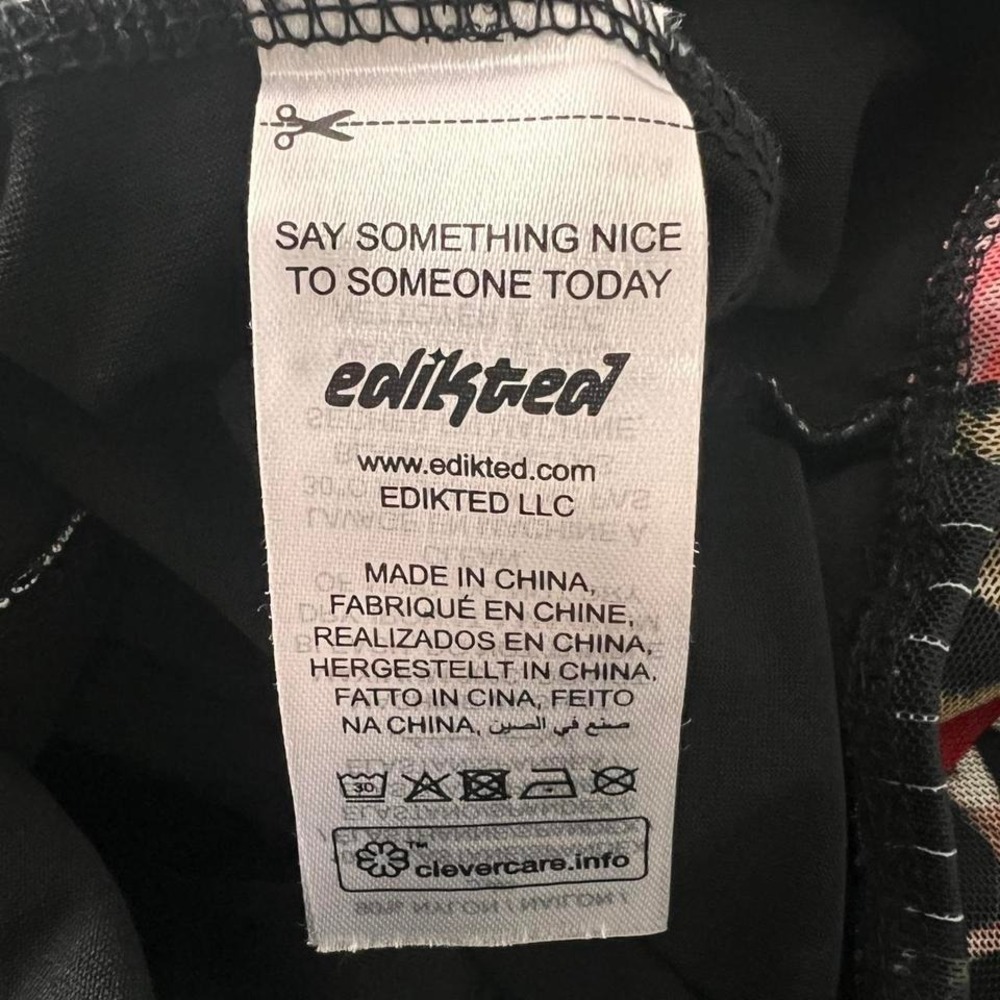 SAY SOMETHING NICE
TO SOMEONE TODAY
edikted
www.edikted.com
EDIKTED LLC
MADE IN CHINA,
FABRIQUÉ EN CHINE,
REALIZADOS EN CHINA,
HERGESTELLT IN CHINA,
FATTO IN CINA, FEITO
NA CHINA, صنع في الصين
30
™ clevercare.info